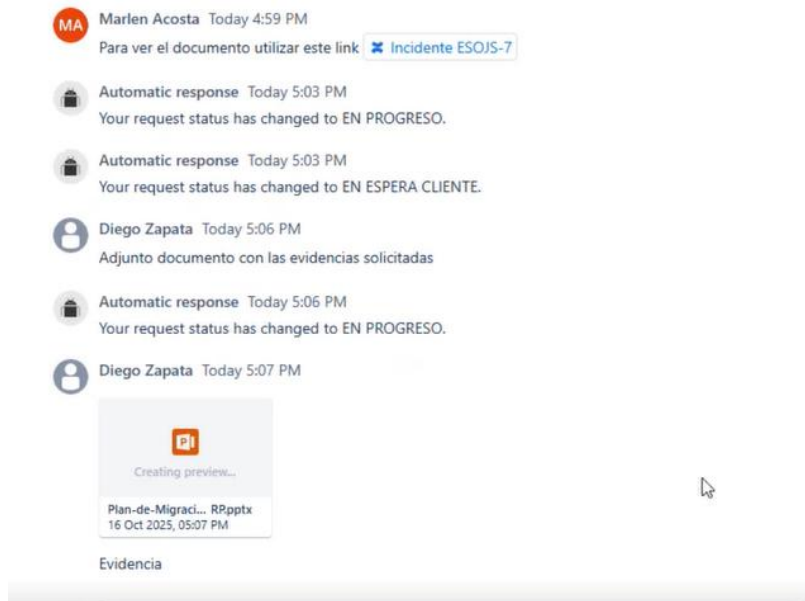 MA
Marlen Acosta Today 4:59 PM
Para ver el documento utilizar este link Incidente ESOJS-7
Automatic response Today 5:03 PM
Your request status has changed to EN PROGRESO.
Automatic response Today 5:03 PM
Your request status has changed to EN ESPERA CLIENTE.
Diego Zapata Today 5:06 PM
Adjunto documento con las evidencias solicitadas
Automatic response Today 5:06 PM
Your request status has changed to EN PROGRESO.
Diego Zapata Today 5:07 PM
P
Creating preview...
Plan-de-Migraci... RP.pptx
16 Oct 2025, 05:07 PM
Evidencia